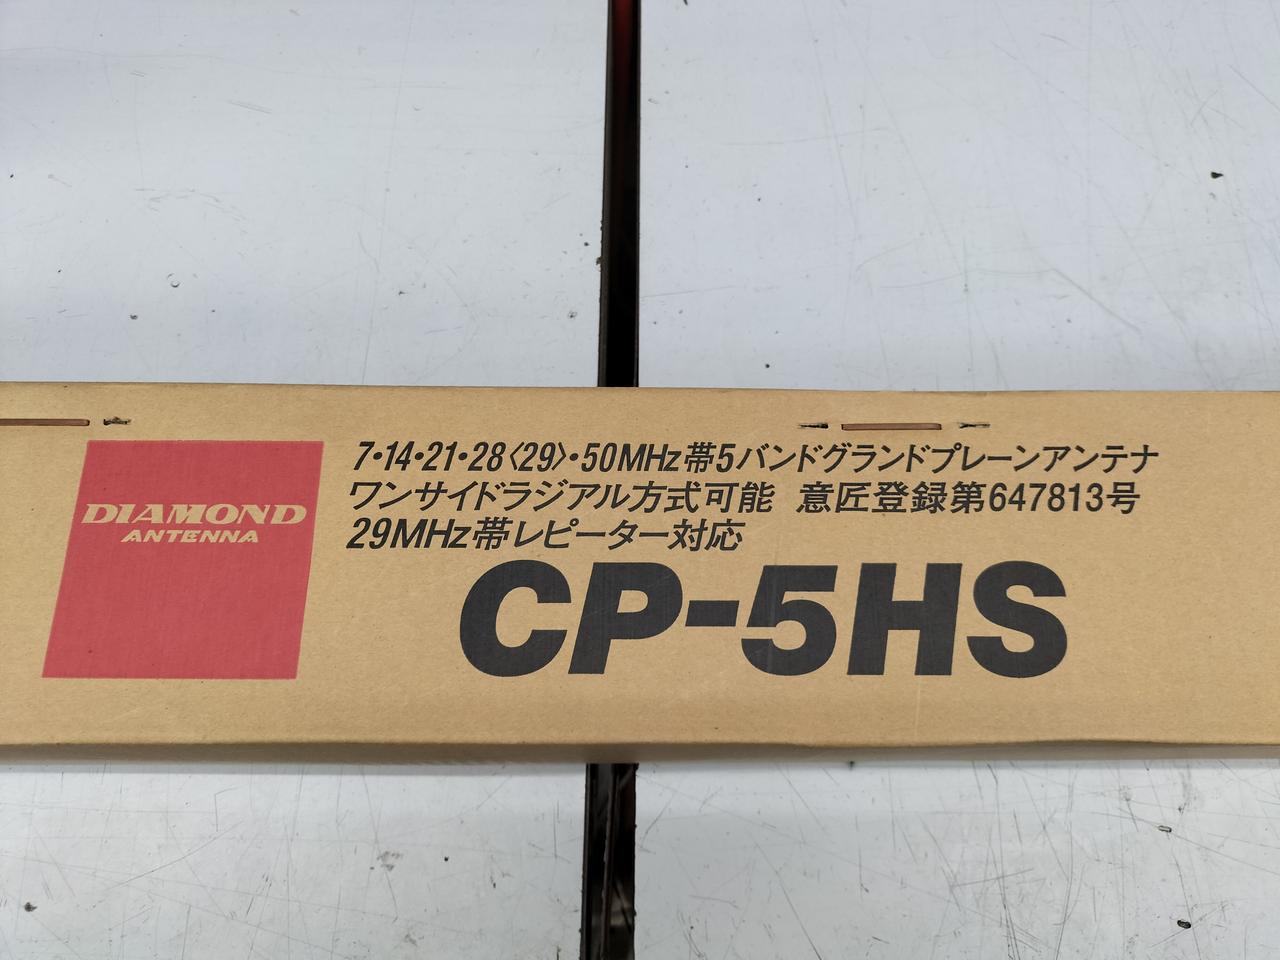 DIAMOND
ANTENNA
7・14・21・28〈29〉・50MHz帯5バンドグランドプレーンアンテナ
ワンサイドラジアル方式可能 意匠登録第647813号
29MHz帯レピーター対応
CP-5HS